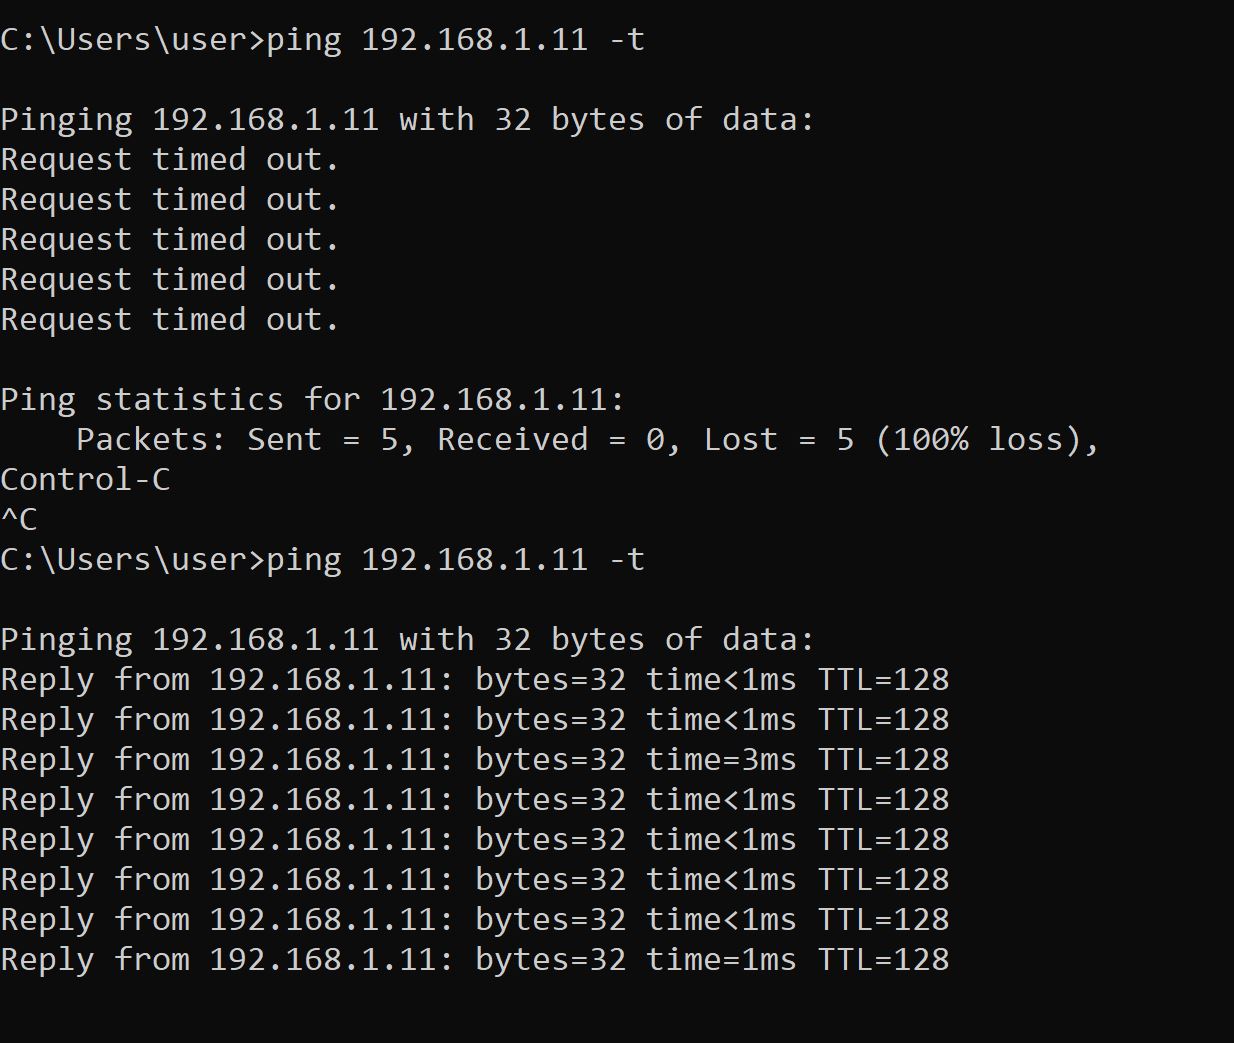 C:\Users\user>ping 192.168.1.11 -t
Pinging 192.168.1.11 with 32 bytes of data:
Request timed out.
Request timed out.
Request timed out.
Request timed out.
Request timed out.
Ping statistics for 192.168.1.11:
    Packets: Sent = 5, Received = 0, Lost = 5 (100% loss),
Control-C
^C
C:\Users\user>ping 192.168.1.11 -t
Pinging 192.168.1.11 with 32 bytes of data:
Reply from 192.168.1.11: bytes=32 time<1ms TTL=128
Reply from 192.168.1.11: bytes=32 time<1ms TTL=128
Reply from 192.168.1.11: bytes=32 time=3ms TTL=128
Reply from 192.168.1.11: bytes=32 time<1ms TTL=128
Reply from 192.168.1.11: bytes=32 time<1ms TTL=128
Reply from 192.168.1.11: bytes=32 time<1ms TTL=128
Reply from 192.168.1.11: bytes=32 time<1ms TTL=128
Reply from 192.168.1.11: bytes=32 time=1ms TTL=128